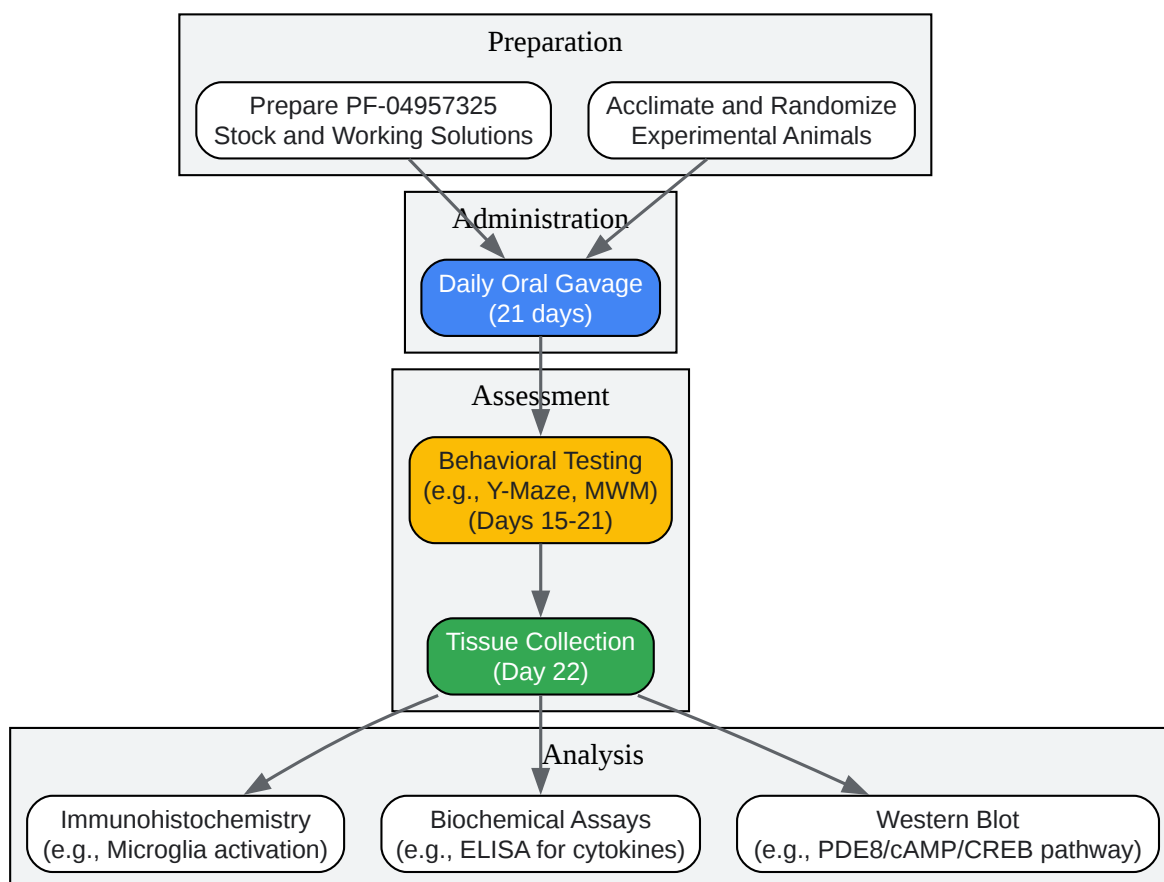 Preparation
Prepare PF-04957325
Stock and Working Solutions
Acclimate and Randomize
Experimental Animals
Administration
Daily Oral Gavage
(21 days)
Assessment
Behavioral Testing
(e.g., Y-Maze, MWM)
(Days 15-21)
Tissue Collection
(Day 22)
Analysis
Immunohistochemistry
(e.g., Microglia activation)
Biochemical Assays
(e.g., ELISA for cytokines)
Western Blot
(e.g., PDE8/cAMP/CREB pathway)